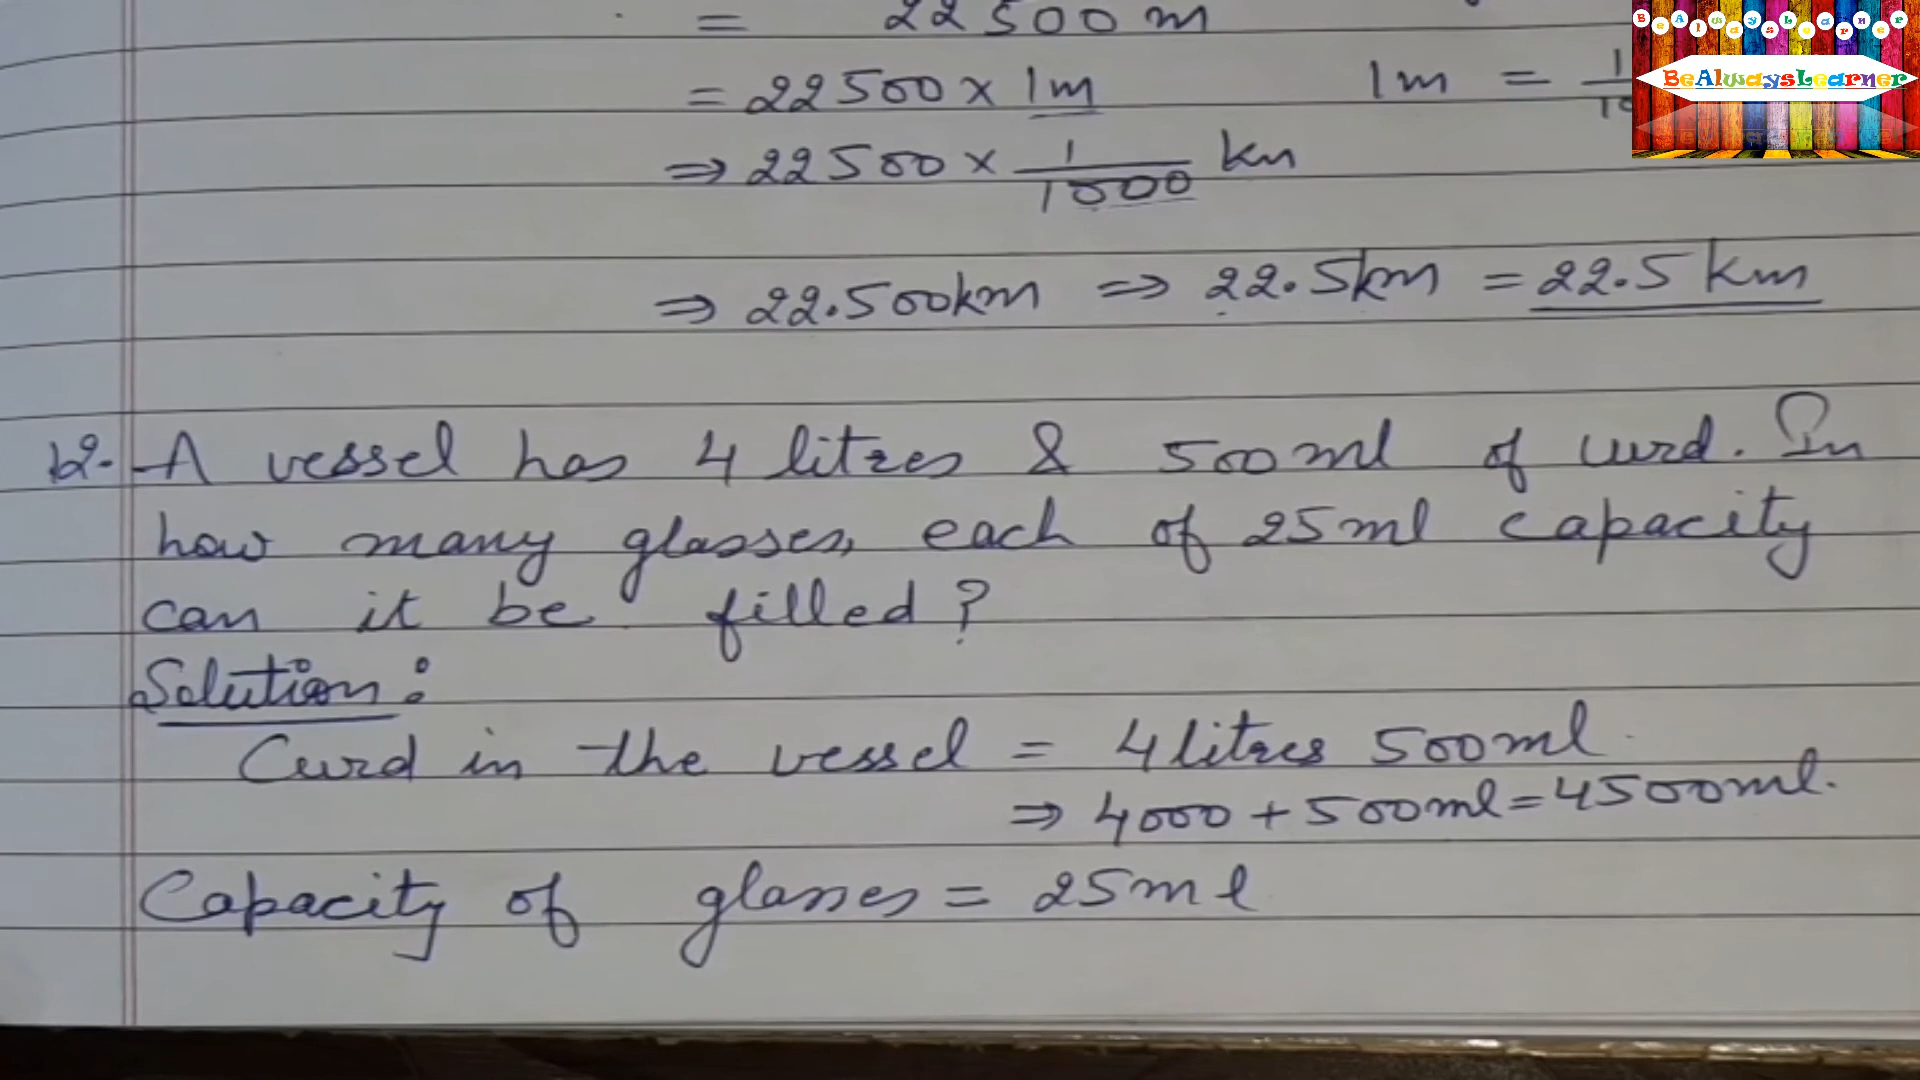 = 22500 m
= 22500 × 1m 1m = 1
BeAlwaysLearner
BeAlwaysLearner
⇒ 22500 × 1/1000 km
⇒ 22.500km ⇒ 22.5km = 22.5 km
12. A vessel has 4 litres & 500ml of curd. In
how many glasses, each of 25ml capacity
can it be filled?
Solution:
Curd in the vessel = 4 litres 500ml.
⇒ 4000 + 500ml = 4500ml.
Capacity of glasses = 25ml